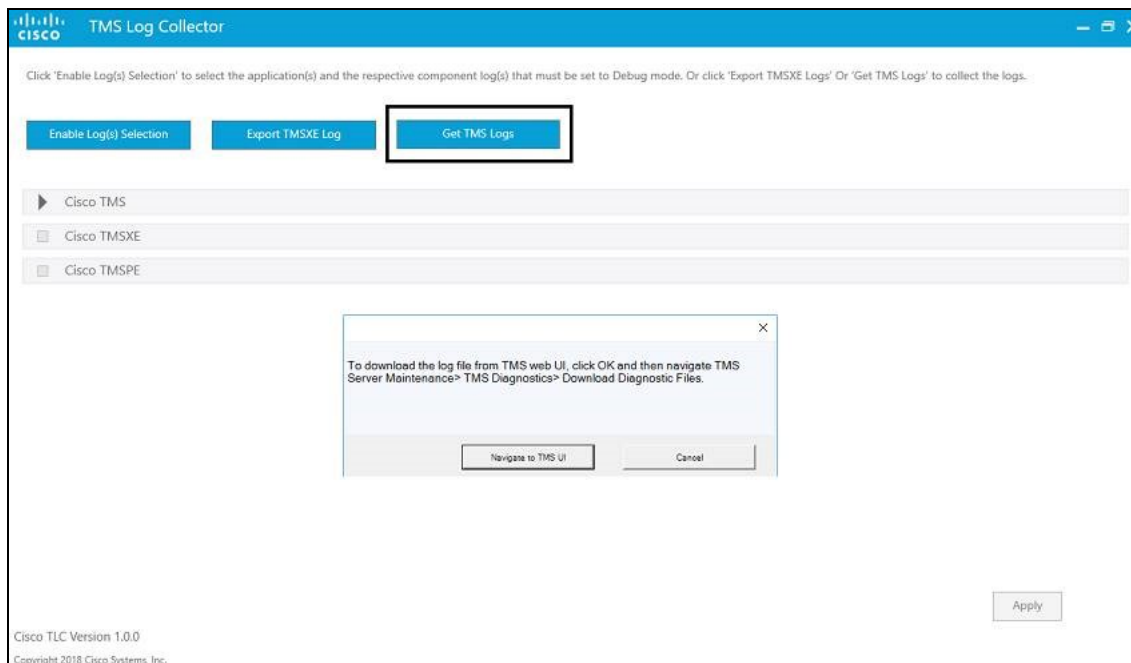 CISCO
TMS Log Collector
Click 'Enable Log(s) Selection' to select the application(s) and the respective component log(s) that must be set to Debug mode. Or click 'Export TMSXE Logs' Or 'Get TMS Logs' to collect the logs.
Enable Log(s) Selection
Export TMSXE Log
Get TMS Logs
Cisco TMS
Cisco TMSXE
Cisco TMSPE
To download the log file from TMS web UI, click OK and then navigate TMS
Server Maintenance> TMS Diagnostics> Download Diagnostic Files.
Navigate to TMS UI
Cancel
Apply
Cisco TLC Version 1.0.0
Copyright 2018 Cisco Systems, Inc.